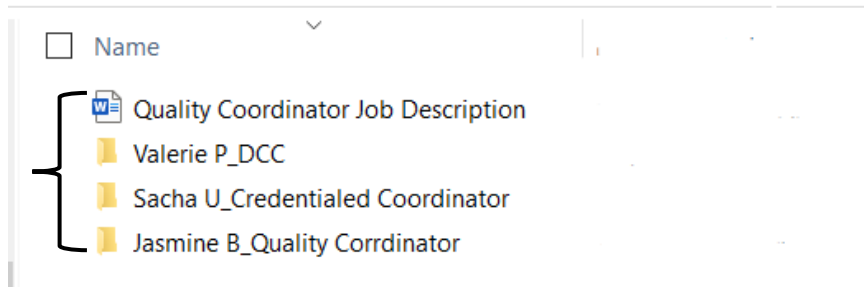 Name
Quality Coordinator Job Description
Valerie P_DCC
Sacha U_Credentialed Coordinator
Jasmine B_Quality Corrdinator